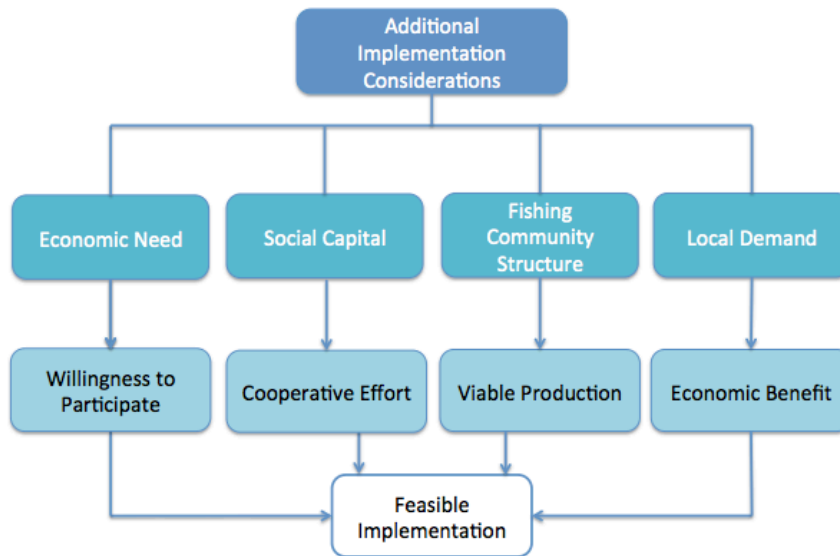 Additional
Implementation
Considerations
Economic Need
Social Capital
Fishing
Community
Structure
Local Demand
Willingness to
Participate
Cooperative Effort
Viable Production
Economic Benefit
Feasible
Implementation